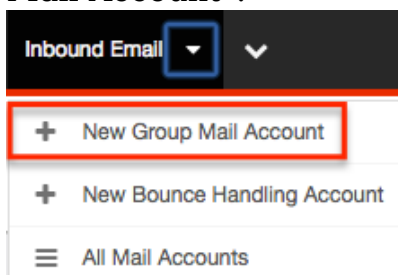 Inbound Email
New Group Mail Account
New Bounce Handling Account
All Mail Accounts